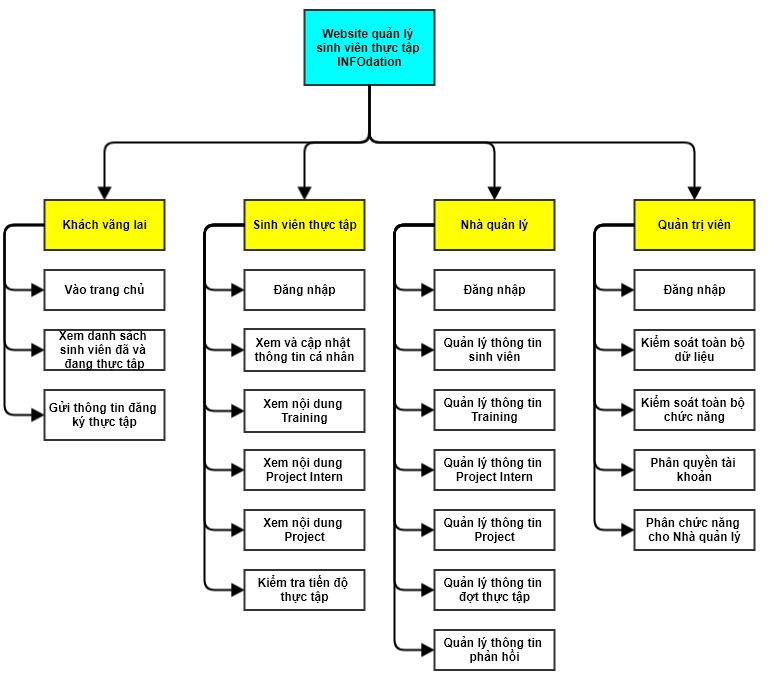 Website quản lý
sinh viên thực tập
INFOdation
Khách vãng lai
Vào trang chủ
Xem danh sách
sinh viên đã và
đang thực tập
Gửi thông tin đăng
ký thực tập
Sinh viên thực tập
Đăng nhập
Xem và cập nhật
thông tin cá nhân
Xem nội dung
Training
Xem nội dung
Project Intern
Xem nội dung
Project
Kiểm tra tiến độ
thực tập
Nhà quản lý
Đăng nhập
Quản lý thông tin
sinh viên
Quản lý thông tin
Training
Quản lý thông tin
Project Intern
Quản lý thông tin
Project
Quản lý thông tin
đợt thực tập
Quản lý thông tin
phản hồi
Quản trị viên
Đăng nhập
Kiểm soát toàn bộ
dữ liệu
Kiểm soát toàn bộ
chức năng
Phân quyền tài
khoản
Phân chức năng
cho Nhà quản lý